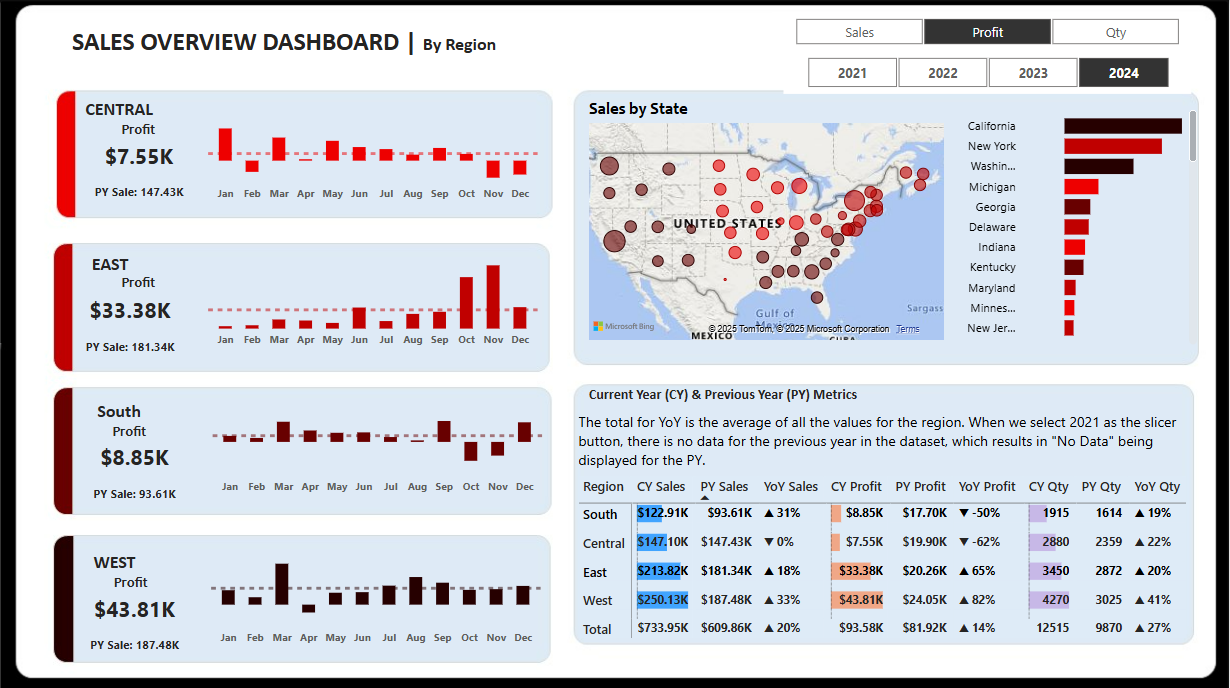 SALES OVERVIEW DASHBOARD | By Region
Sales Profit Qty
2021 2022 2023 2024
CENTRAL
Profit
$7.55K
PY Sale: 147.43K
Jan Feb Mar Apr May Jun Jul Aug Sep Oct Nov Dec
EAST
Profit
$33.38K
PY Sale: 181.34K
Jan Feb Mar Apr May Jun Jul Aug Sep Oct Nov Dec
South
Profit
$8.85K
PY Sale: 93.61K
Jan Feb Mar Apr May Jun Jul Aug Sep Oct Nov Dec
WEST
Profit
$43.81K
PY Sale: 187.48K
Jan Feb Mar Apr May Jun Jul Aug Sep Oct Nov Dec
Sales by State
UNITED STATES
Gulf of
Sargass
Microsoft Bing
© 2025 TomTom, © 2025 Microsoft Corporation Terms
MEXICO
CUBA
California
New York
Washin...
Michigan
Georgia
Delaware
Indiana
Kentucky
Maryland
Minnes...
New Jer...
Current Year (CY) & Previous Year (PY) Metrics
The total for YoY is the average of all the values for the region. When we select 2021 as the slicer
button, there is no data for the previous year in the dataset, which results in "No Data" being
displayed for the PY.
Region CY Sales PY Sales YoY Sales CY Profit PY Profit YoY Profit CY Qty PY Qty YoY Qty
South $122.91K $93.61K ▲ 31% $8.85K $17.70K ▼ -50% 1915 1614 ▲ 19%
Central $147.10K $147.43K ▼ 0% $7.55K $19.90K ▼ -62% 2880 2359 ▲ 22%
East $213.82K $181.34K ▲ 18% $33.38K $20.26K ▲ 65% 3450 2872 ▲ 20%
West $250.13K $187.48K ▲ 33% $43.81K $24.05K ▲ 82% 4270 3025 ▲ 41%
Total $733.95K $609.86K ▲ 20% $93.58K $81.92K ▲ 14% 12515 9870 ▲ 27%